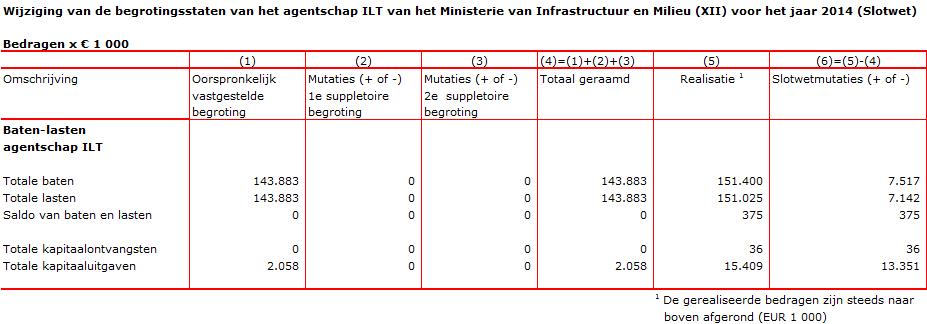 Wijziging van de begrotingsstaten van het agentschap ILT van het Ministerie van Infrastructuur en Milieu (XII) voor het jaar 2014 (Slotwet)
Bedragen x € 1 000
(1) (2) (3) (4)=(1)+(2)+(3) (5) (6)=(5)-(4)
Omschrijving Oorspronkelijk Mutaties (+ of -) Mutaties (+ of -) Totaal geraamd Realisatie ¹ Slotwetmutaties (+ of -)
vastgestelde 1e suppletoire 2e suppletoire
begroting begroting begroting
Baten-lasten
agentschap ILT
Totale baten 143.883 0 0 143.883 151.400 7.517
Totale lasten 143.883 0 0 143.883 151.025 7.142
Saldo van baten en lasten 0 0 0 0 375 375
Totale kapitaalontvangsten 0 0 0 0 36 36
Totale kapitaaluitgaven 2.058 0 0 2.058 15.409 13.351
¹ De gerealiseerde bedragen zijn steeds naar
boven afgerond (EUR 1 000)